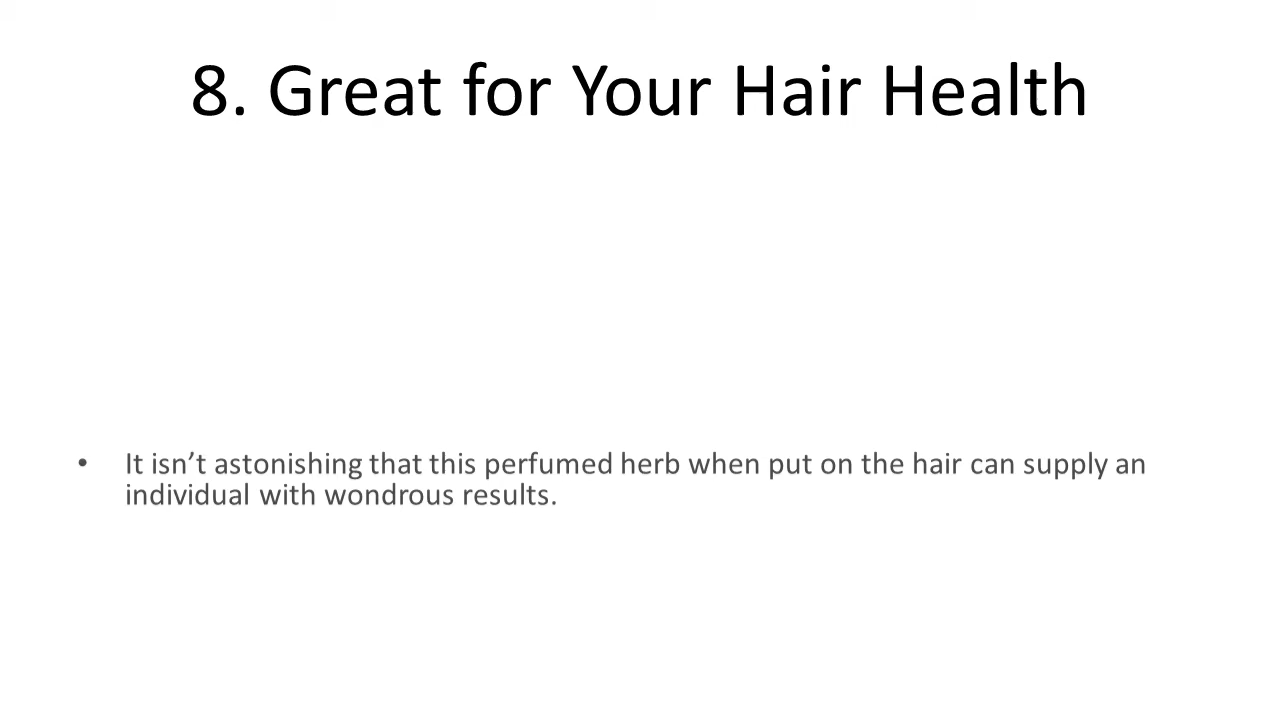 8. Great for Your Hair Health
• It isn’t astonishing that this perfumed herb when put on the hair can supply an
individual with wondrous results.